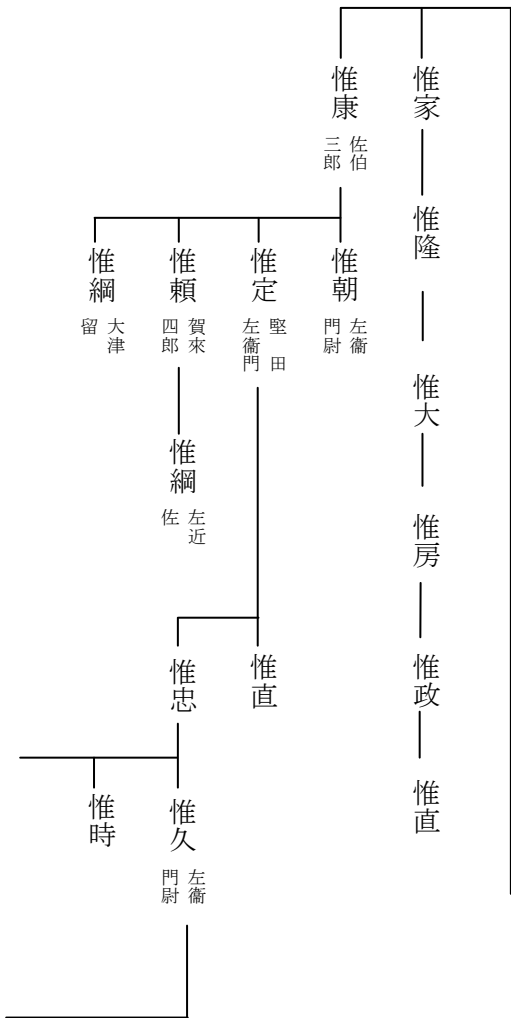 惟家
惟隆
惟大
惟房
惟政
惟直
惟康
佐伯
三郎
惟朝
左衞
門尉
惟定
堅田
左衞門
惟直
惟頼
賀來
四郎
惟綱
左近
佐
惟忠
惟久
左衞
門尉
惟綱
大津
留
惟時